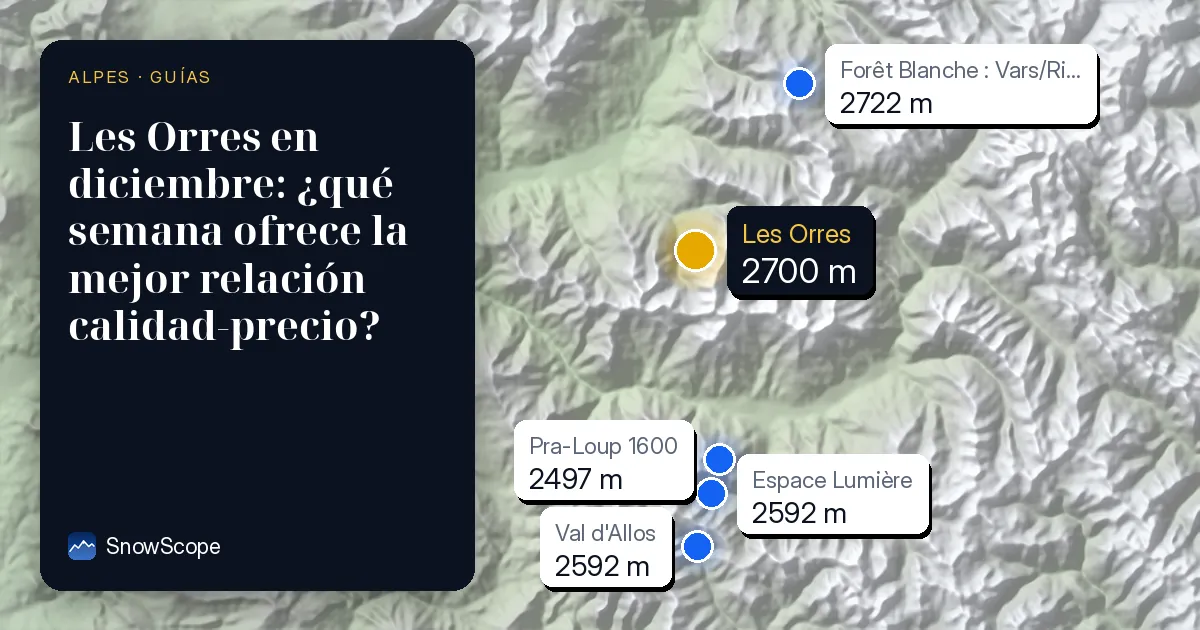 ALPES · GUÍAS
Les Orres en
diciembre: ¿qué
semana ofrece la
mejor relación
calidad-precio?
SnowScope
Forêt Blanche : Vars/Ri...
2722 m
Les Orres
2700 m
Pra-Loup 1600
2497 m
Espace Lumière
2592 m
Val d'Allos
2592 m